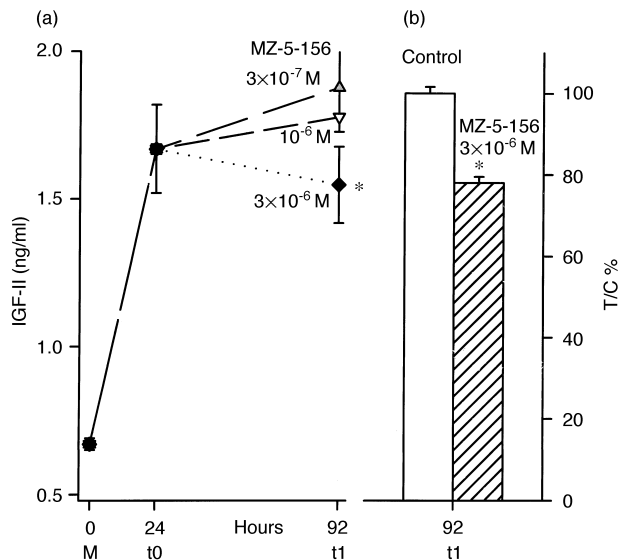 (a)
(b)
2.0
1.5
1.0
0.5
IGF-II (ng/ml)
MZ-5-156
3×10⁻⁷ M
10⁻⁶ M
3×10⁻⁶ M
*
0
24
Hours
92
M
t0
t1
Control
MZ-5-156
3×10⁻⁶ M
*
100
80
60
40
20
0
T/C %
92
t1